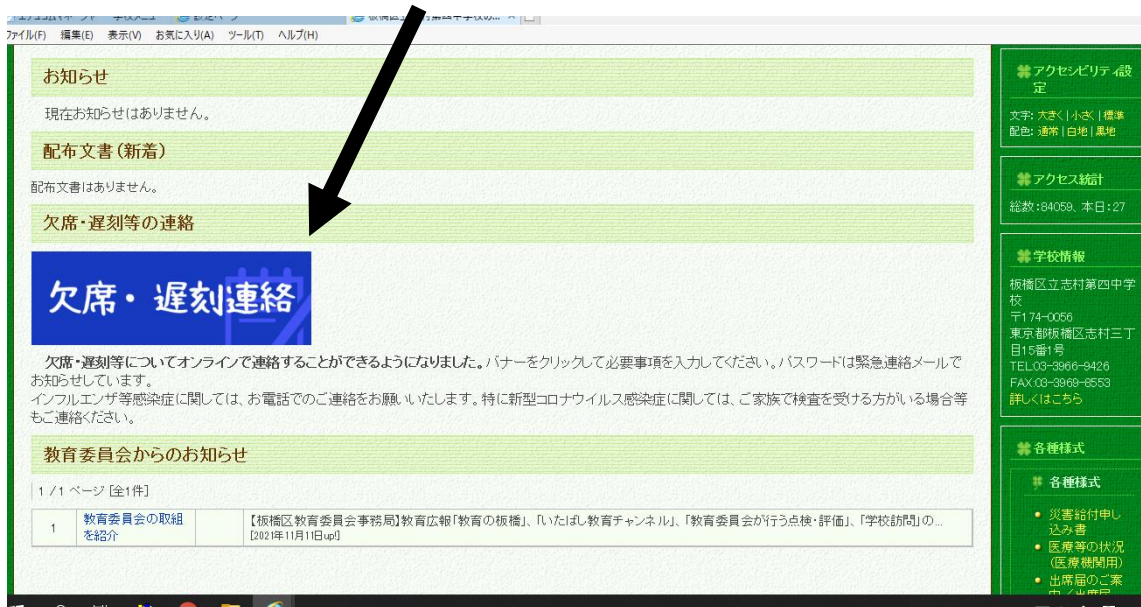 ファイル(F) 編集(E) 表示(V) お気に入り(A) ツール(T) ヘルプ(H)
お知らせ
現在お知らせはありません。
配布文書(新着)
配布文書はありません。
欠席・遅刻等の連絡
欠席・遅刻連絡
欠席・遅刻等についてオンラインで連絡することができるようになりました。バナーをクリックして必要事項を入力してください。パスワードは緊急連絡メールで
お知らせしています。
インフルエンザ等感染症に関しては、お電話でのご連絡をお願いいたします。特に新型コロナウイルス感染症に関しては、ご家族で検査を受ける方がいる場合等
もご連絡ください。
教育委員会からのお知らせ
1 / 1 ページ [全1件]
1
教育委員会の取組
を紹介
【板橋区教育委員会事務局】教育広報「教育の板橋」、「いたばし教育チャンネル」、「教育委員会が行う点検・評価」、「学校訪問」の...
[2021年11月11日up!]
アクセシビリティ設
定
文字: 大きく | 小さく | 標準
配色: 通常 | 白地 | 黒地
アクセス統計
総数:84059、本日:27
学校情報
板橋区立志村第四中学
校
〒174-0056
東京都板橋区志村三丁
目15番1号
TEL:03-3966-9426
FAX:03-3969-6553
詳しくはこちら
各種様式
各種様式
災害給付申し
込み書
医療等の状況
(医療機関用)
出席届のご案